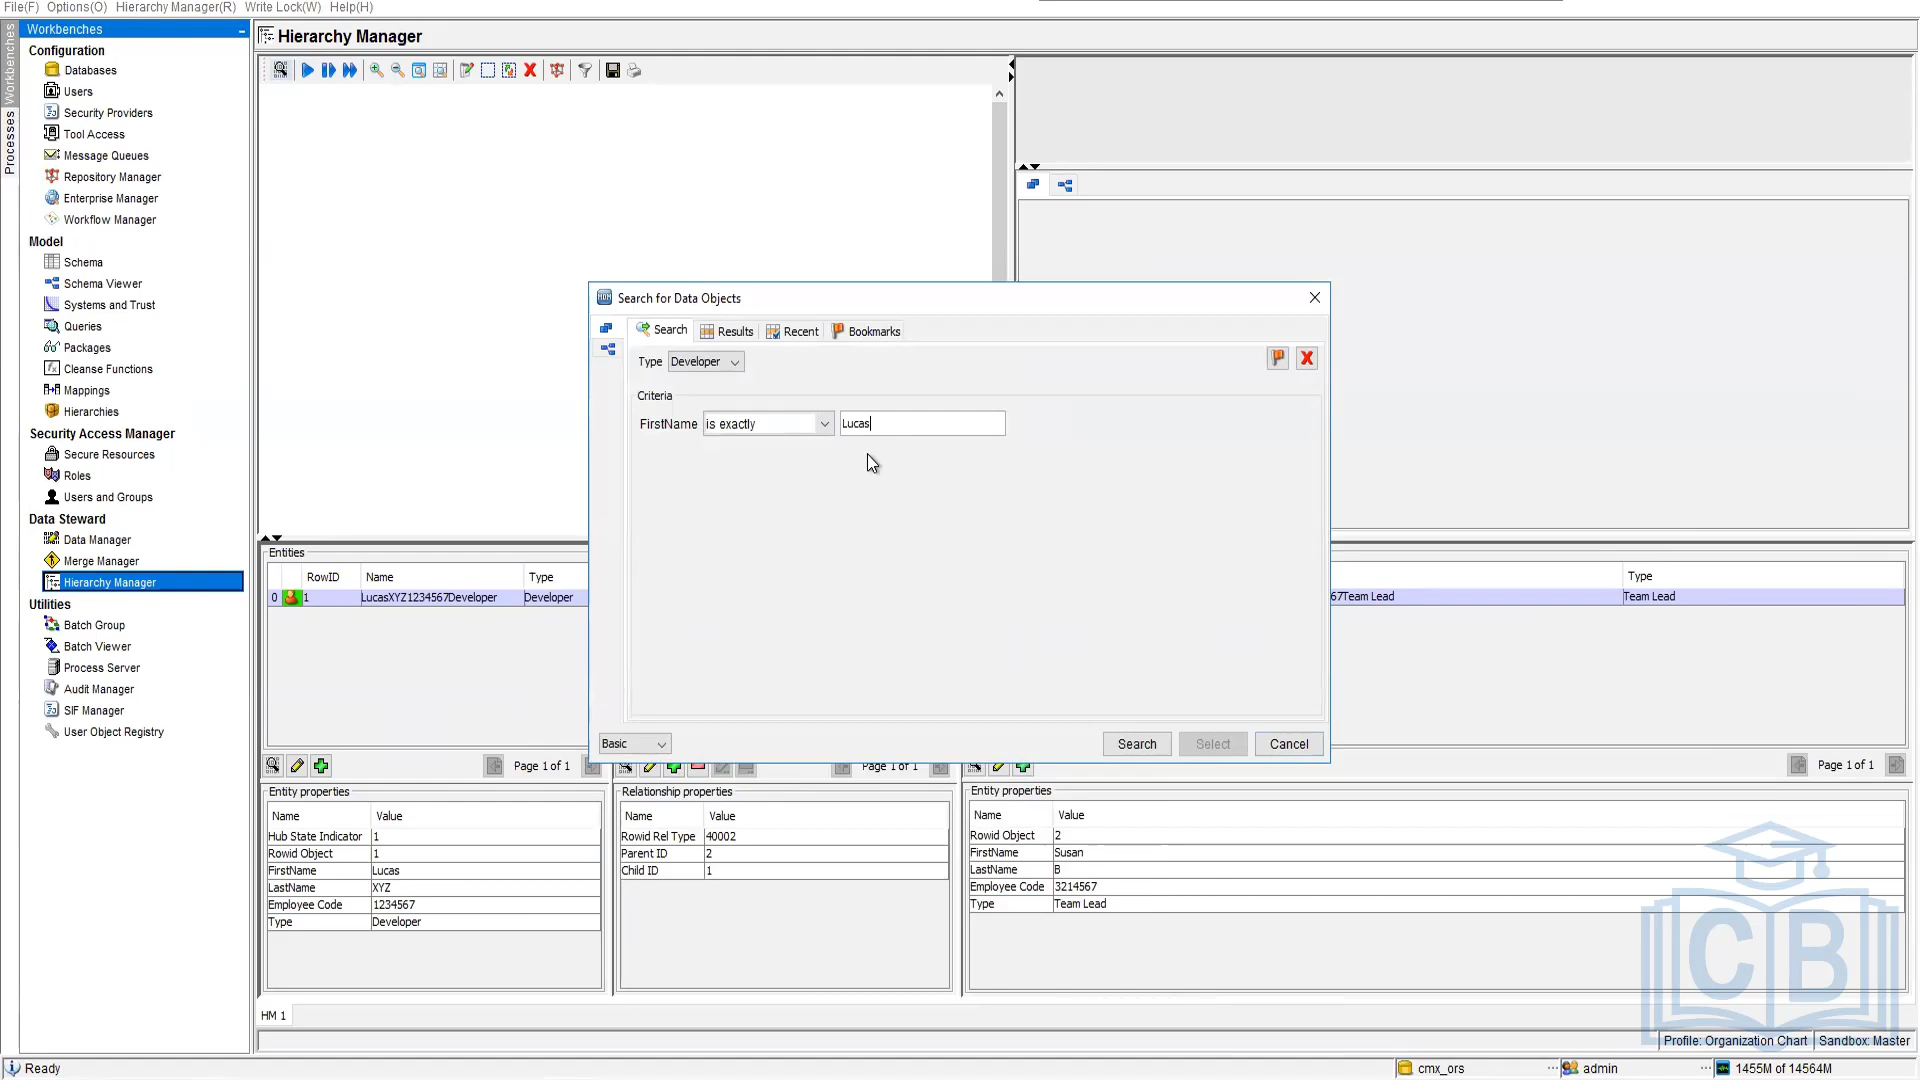 File(F) Options(O) Hierarchy Manager(R) Write Lock(W) Help(H)
Workbenches
Processes
Workbenches
Configuration
Databases
Users
Security Providers
Tool Access
Message Queues
Repository Manager
Enterprise Manager
Workflow Manager
Model
Schema
Schema Viewer
Systems and Trust
Queries
Packages
Cleanse Functions
Mappings
Hierarchies
Security Access Manager
Secure Resources
Roles
Users and Groups
Data Steward
Data Manager
Merge Manager
Hierarchy Manager
Utilities
Batch Group
Batch Viewer
Process Server
Audit Manager
SIF Manager
User Object Registry
Hierarchy Manager
Search for Data Objects
Search Results Recent Bookmarks
Type Developer
Criteria
FirstName is exactly Lucas
Basic Search Select Cancel
Entities
RowID Name Type
0 1 LucasXYZ1234567Developer Developer
Type
67Team Lead Team Lead
Page 1 of 1
Page 1 of 1
Page 1 of 1
Entity properties
Name Value
Hub State Indicator 1
Rowid Object 1
FirstName Lucas
LastName XYZ
Employee Code 1234567
Type Developer
Relationship properties
Name Value
Rowid Rel Type 40002
Parent ID 2
Child ID 1
Entity properties
Name Value
Rowid Object 2
FirstName Susan
LastName B
Employee Code 3214567
Type Team Lead
CB
HM 1
Profile: Organization Chart Sandbox: Master
Ready cmx_ors ... admin ... 1455M of 14564M